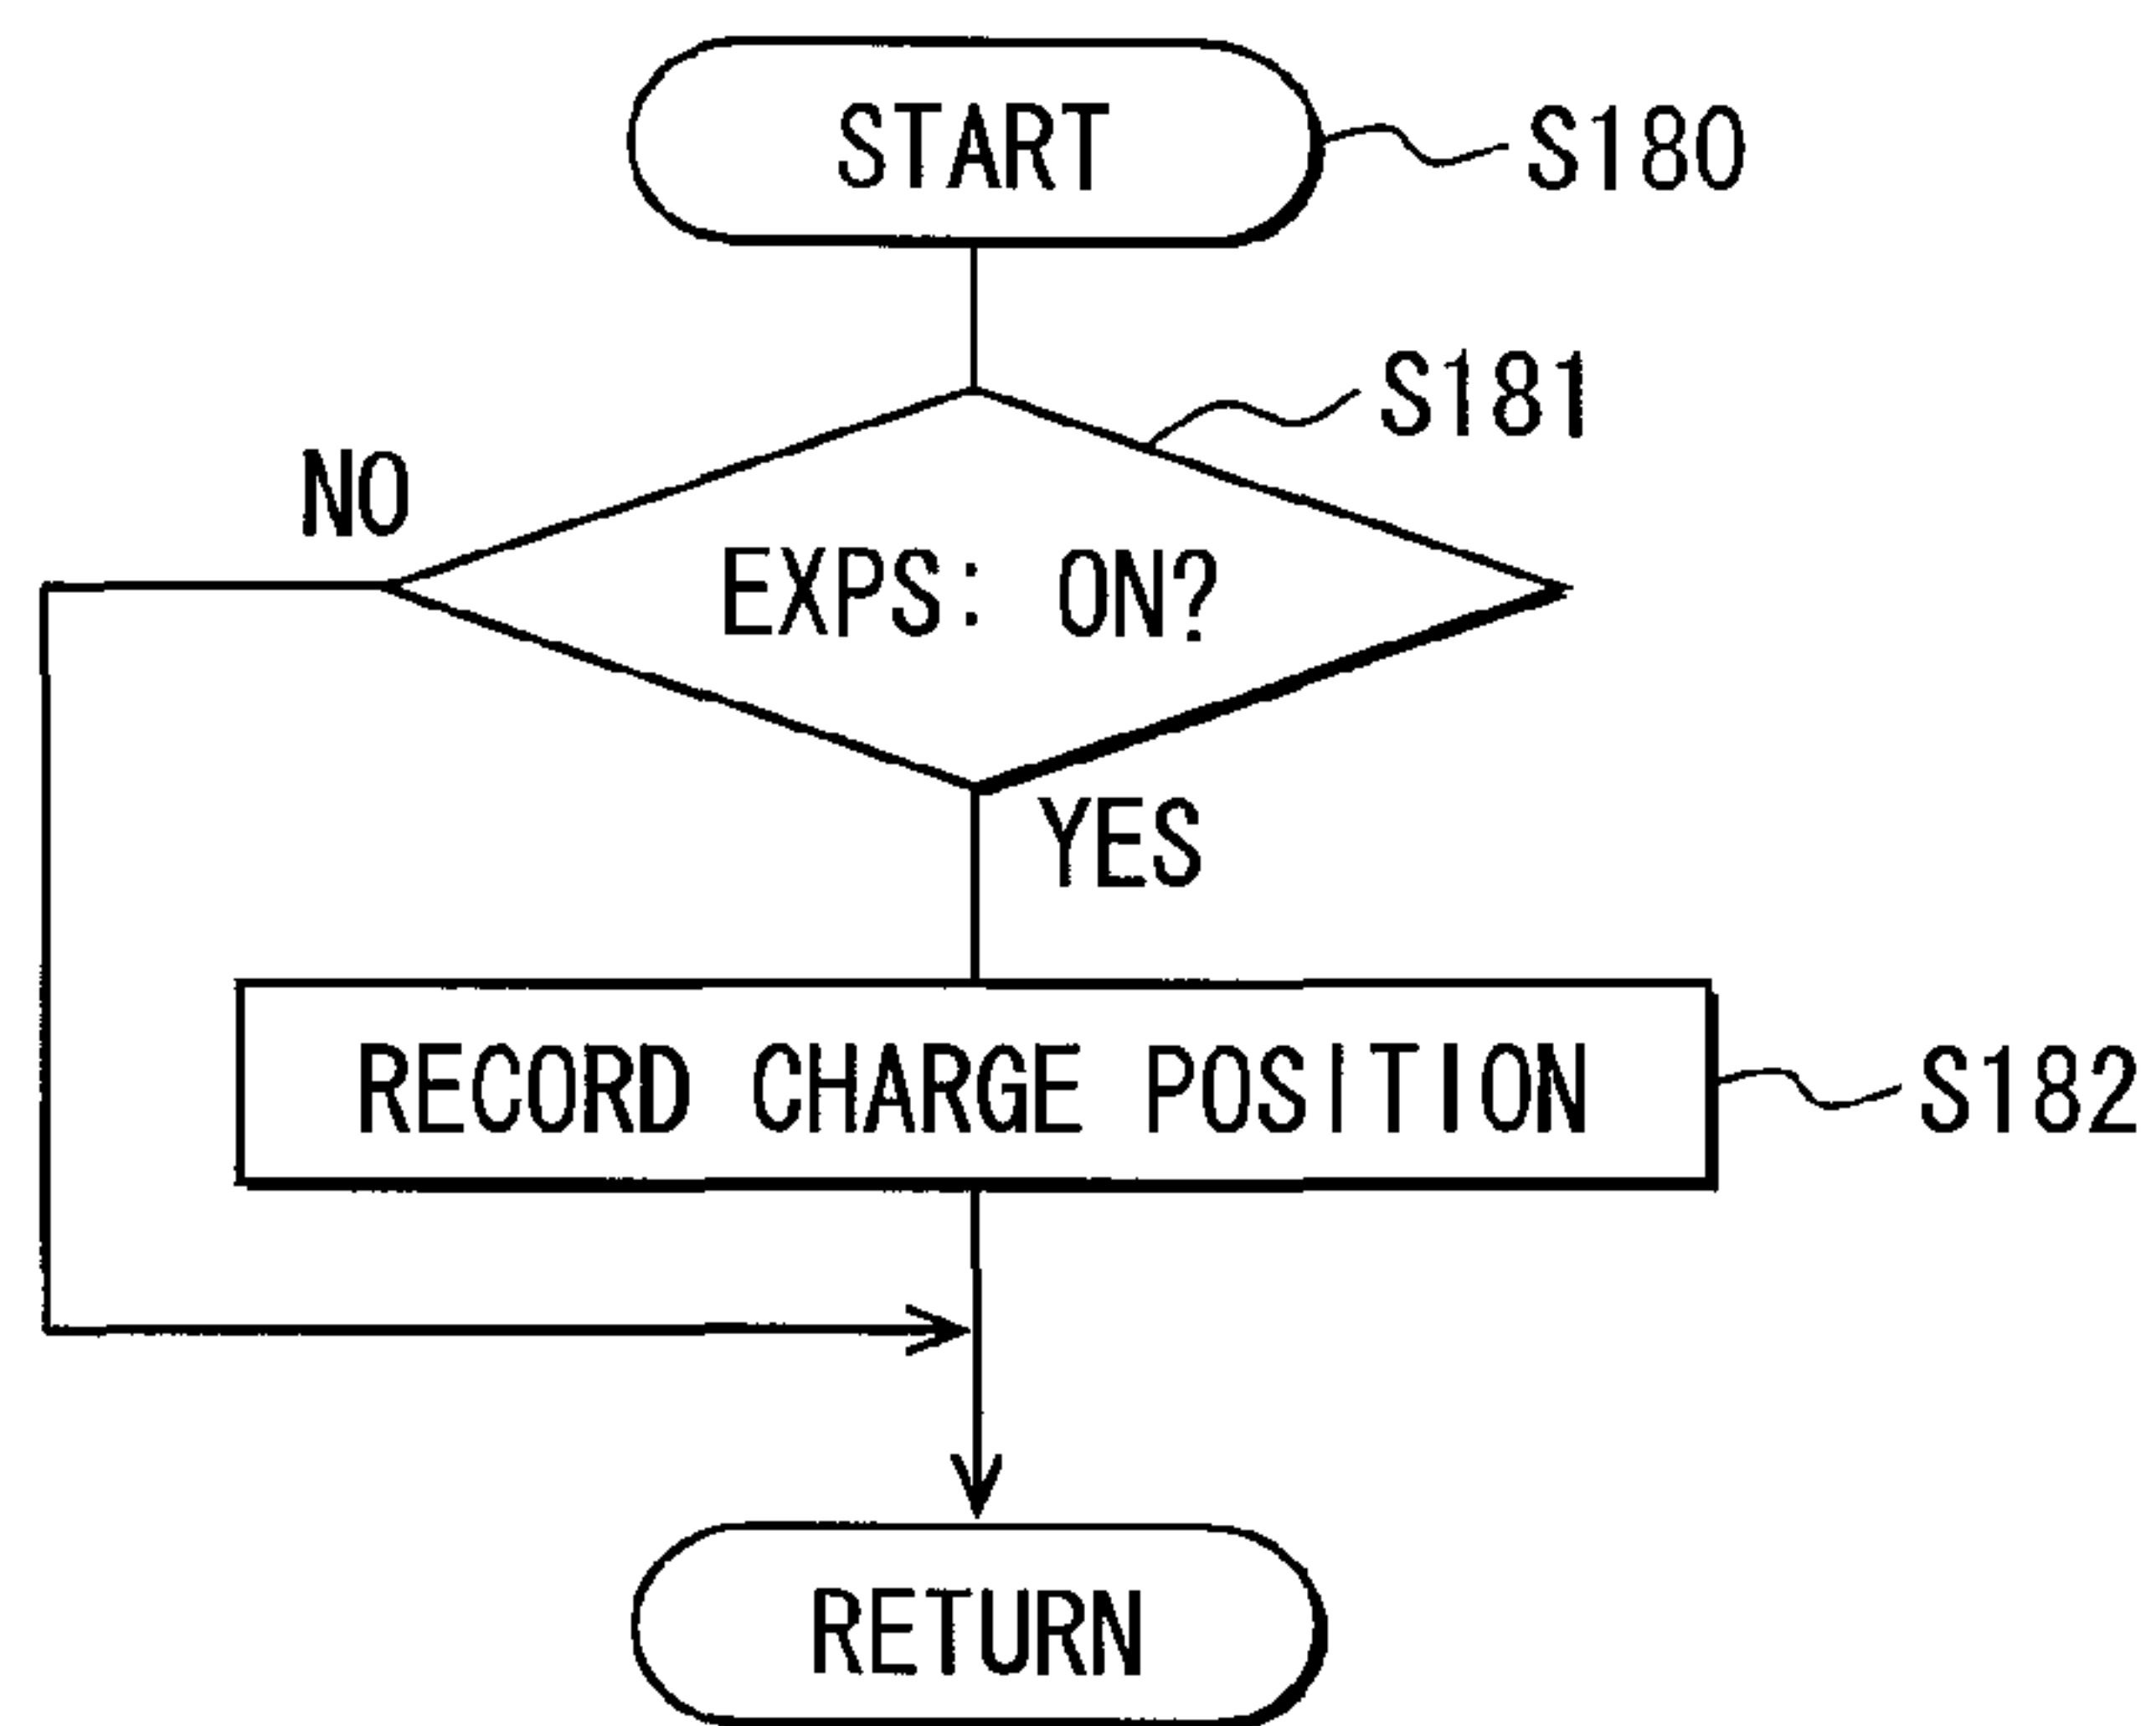 START
S180
S181
NO
EXPS: ON?
YES
RECORD CHARGE POSITION
S182
RETURN